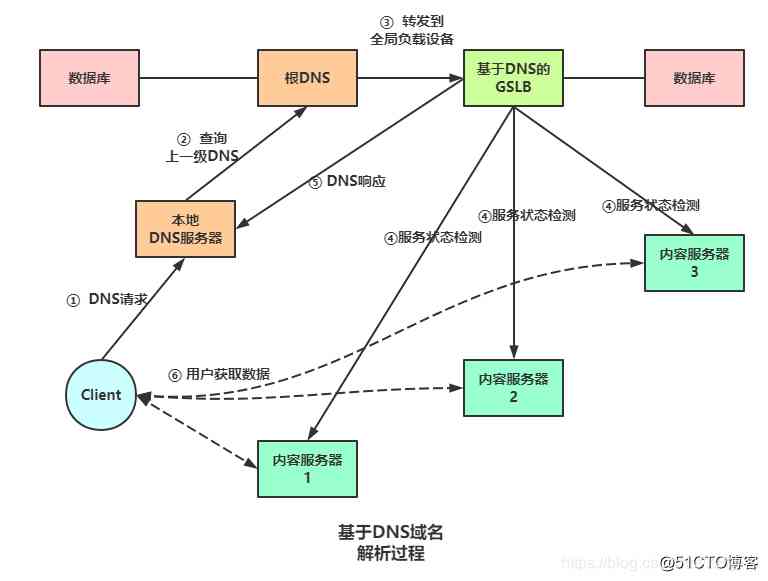 ③ 转发到
全局负载设备
数据库
根DNS
基于DNS的
GSLB
数据库
② 查询
上一级DNS
⑤ DNS响应
本地
DNS服务器
④服务状态检测
④服务状态检测
④服务状态检测
内容服务器
3
① DNS请求
⑥ 用户获取数据
Client
内容服务器
2
内容服务器
1
基于DNS域名
解析过程
https://blog.c
@51CTO博客